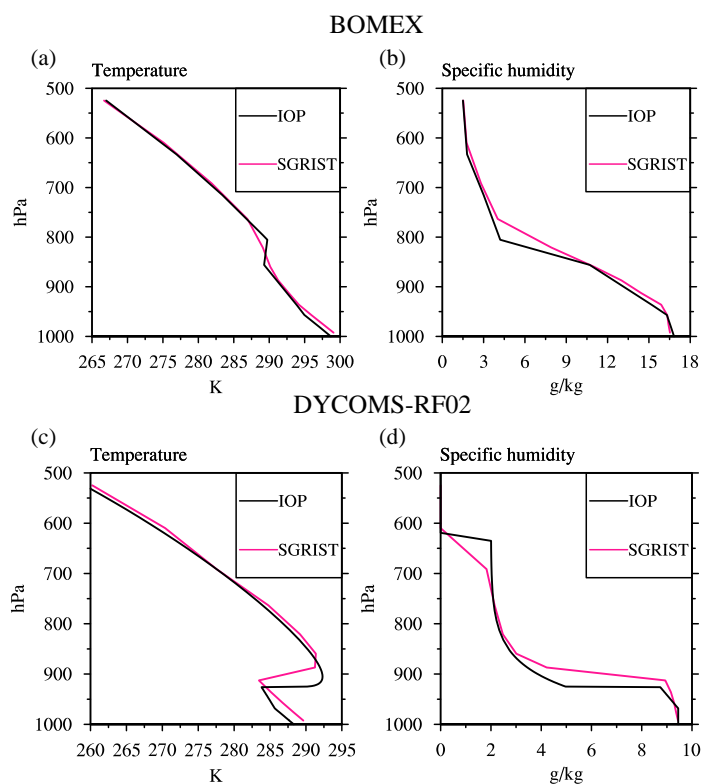 BOMEX
(a)
(b)
Temperature
Specific humidity
500
600
700
800
900
1000
hPa
IOP
SGRIST
265 270 275 280 285 290 295 300
K
500
600
700
800
900
1000
hPa
IOP
SGRIST
0 3 6 9 12 15 18
g/kg
DYCOMS-RF02
(c)
(d)
Temperature
Specific humidity
500
600
700
800
900
1000
hPa
IOP
SGRIST
260 265 270 275 280 285 290 295
K
500
600
700
800
900
1000
hPa
IOP
SGRIST
0 2 4 6 8 10
g/kg